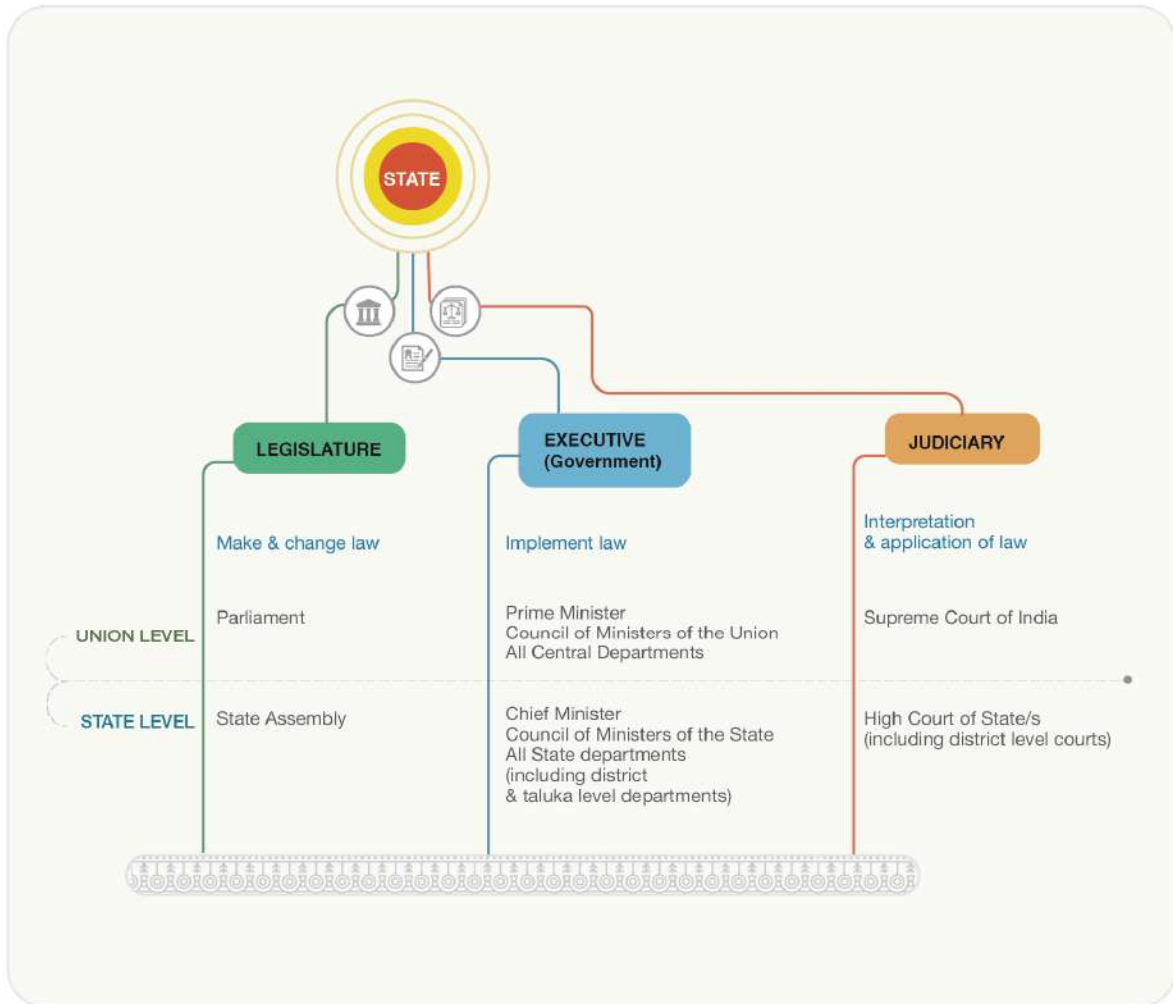 STATE
LEGISLATURE
EXECUTIVE
(Government)
JUDICIARY
Make & change law
Implement law
Interpretation
& application of law
UNION LEVEL
Parliament
Prime Minister
Council of Ministers of the Union
All Central Departments
Supreme Court of India
STATE LEVEL
State Assembly
Chief Minister
Council of Ministers of the State
All State departments
(including district
& taluka level departments)
High Court of State/s
(including district level courts)